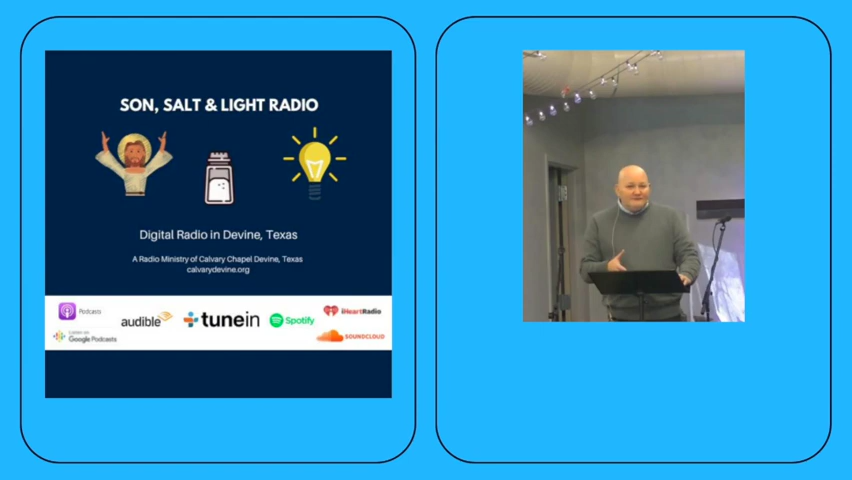 SON, SALT & LIGHT RADIO
Digital Radio in Devine, Texas
A Radio Ministry of Calvary Chapel Devine, Texas
calvarydevine.org
Podcasts
audible
tunein
Spotify
iHeartRadio
Google Podcasts
SOUNDCLOUD